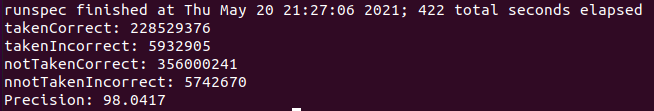 runspec finished at Thu May 20 21:27:06 2021; 422 total seconds elapsed
takenCorrect: 228529376
takenIncorrect: 5932905
notTakenCorrect: 356000241
nnotTakenIncorrect: 5742670
Precision: 98.0417